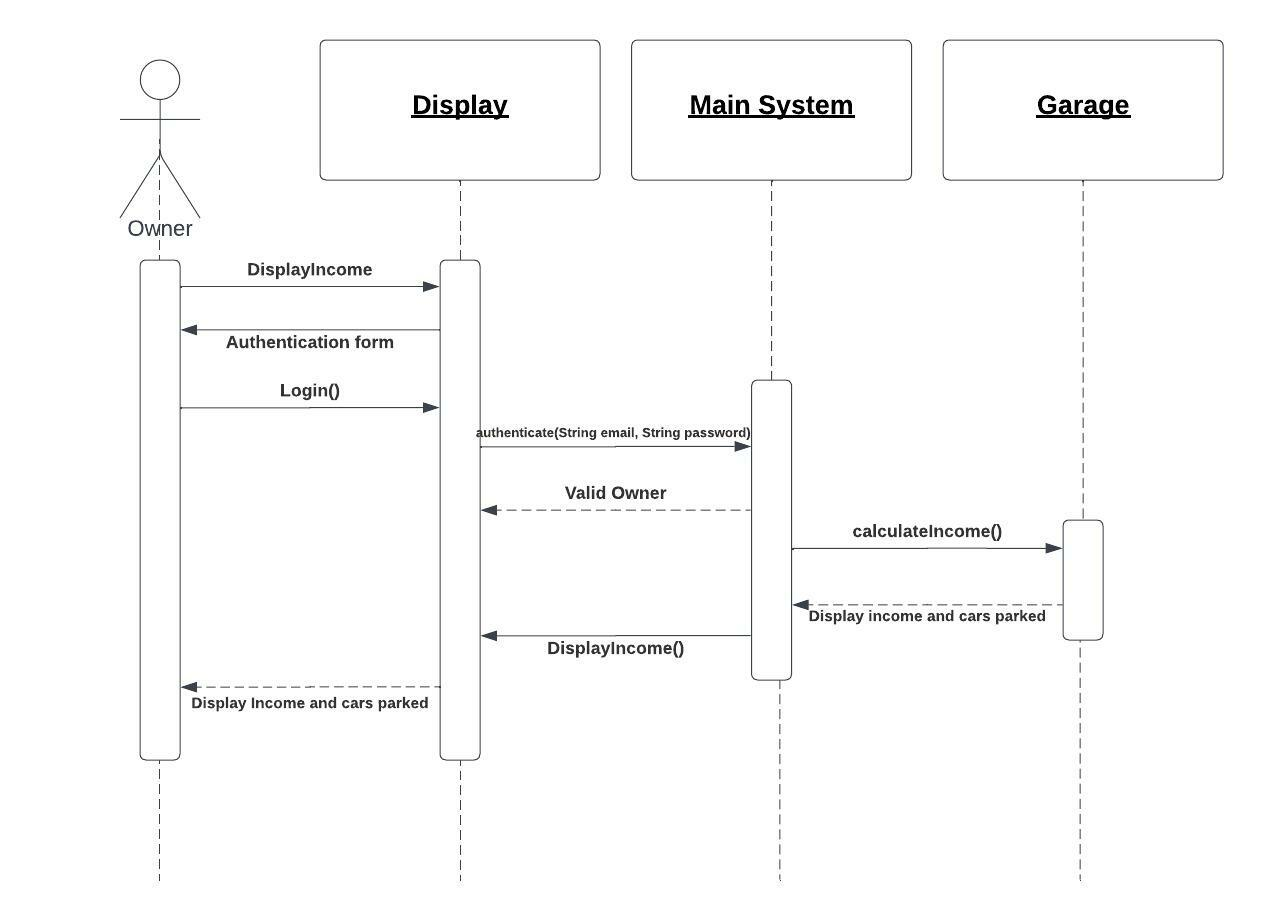 Display
Main System
Garage
Owner
DisplayIncome
Authentication form
Login()
authenticate(String email, String password)
Valid Owner
calculateIncome()
Display income and cars parked
DisplayIncome()
Display Income and cars parked